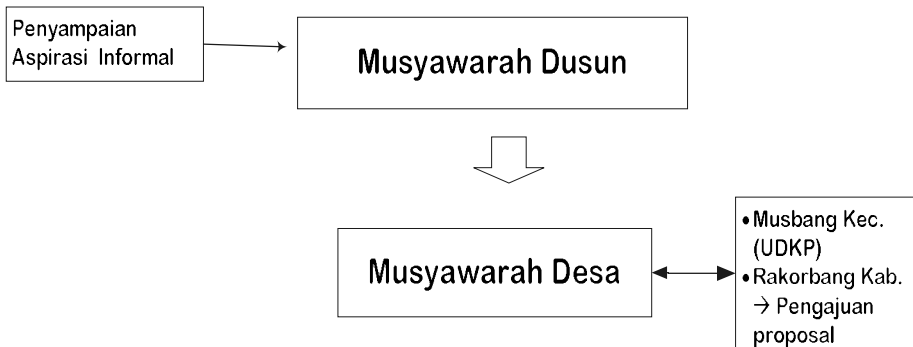 Penyampaian
Aspirasi Informal
Musyawarah Dusun
Musyawarah Desa
• Musbang Kec.
(UDKP)
• Rakorbang Kab.
→ Pengajuan
proposal